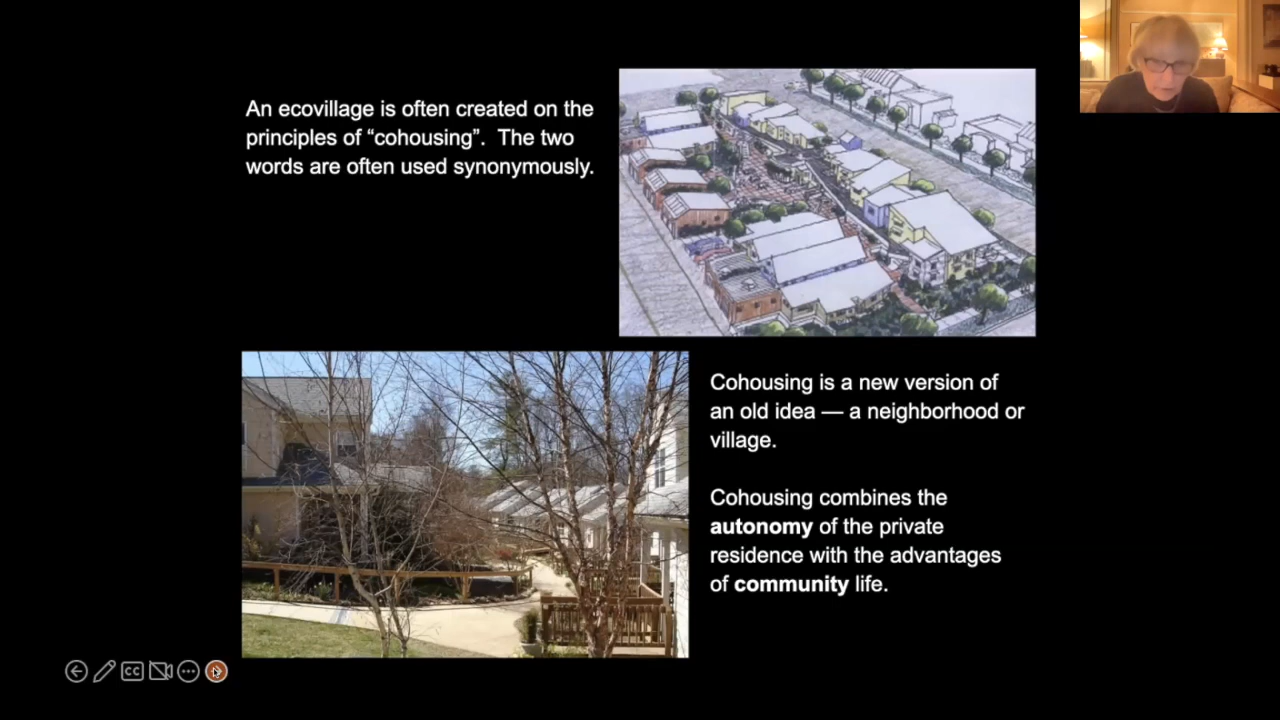 An ecovillage is often created on the
principles of “cohousing”. The two
words are often used synonymously.
Cohousing is a new version of
an old idea — a neighborhood or
village.
Cohousing combines the
autonomy of the private
residence with the advantages
of community life.
CC